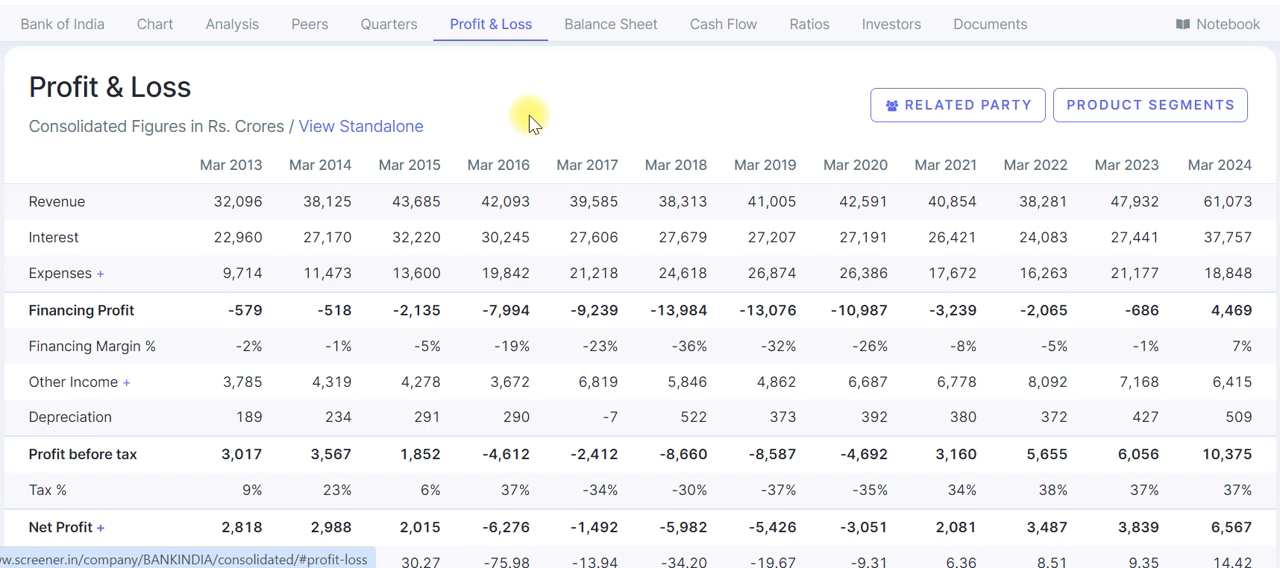 Bank of India Chart Analysis Peers Quarters Profit & Loss Balance Sheet Cash Flow Ratios Investors Documents Notebook
Profit & Loss
RELATED PARTY PRODUCT SEGMENTS
Consolidated Figures in Rs. Crores / View Standalone
Mar 2013 Mar 2014 Mar 2015 Mar 2016 Mar 2017 Mar 2018 Mar 2019 Mar 2020 Mar 2021 Mar 2022 Mar 2023 Mar 2024
Revenue 32,096 38,125 43,685 42,093 39,585 38,313 41,005 42,591 40,854 38,281 47,932 61,073
Interest 22,960 27,170 32,220 30,245 27,606 27,679 27,207 27,191 26,421 24,083 27,441 37,757
Expenses + 9,714 11,473 13,600 19,842 21,218 24,618 26,874 26,386 17,672 16,263 21,177 18,848
Financing Profit -579 -518 -2,135 -7,994 -9,239 -13,984 -13,076 -10,987 -3,239 -2,065 -686 4,469
Financing Margin % -2% -1% -5% -19% -23% -36% -32% -26% -8% -5% -1% 7%
Other Income + 3,785 4,319 4,278 3,672 6,819 5,846 4,862 6,687 6,778 8,092 7,168 6,415
Depreciation 189 234 291 290 -7 522 373 392 380 372 427 509
Profit before tax 3,017 3,567 1,852 -4,612 -2,412 -8,660 -8,587 -4,692 3,160 5,655 6,056 10,375
Tax % 9% 23% 6% 37% -34% -30% -37% -35% 34% 38% 37% 37%
Net Profit + 2,818 2,988 2,015 -6,276 -1,492 -5,982 -5,426 -3,051 2,081 3,487 3,839 6,567
w.screener.in/company/BANKINDIA/consolidated/#profit-loss 30.27 -75.98 -13.94 -34.20 -19.67 -9.31 6.36 8.51 9.35 14.42